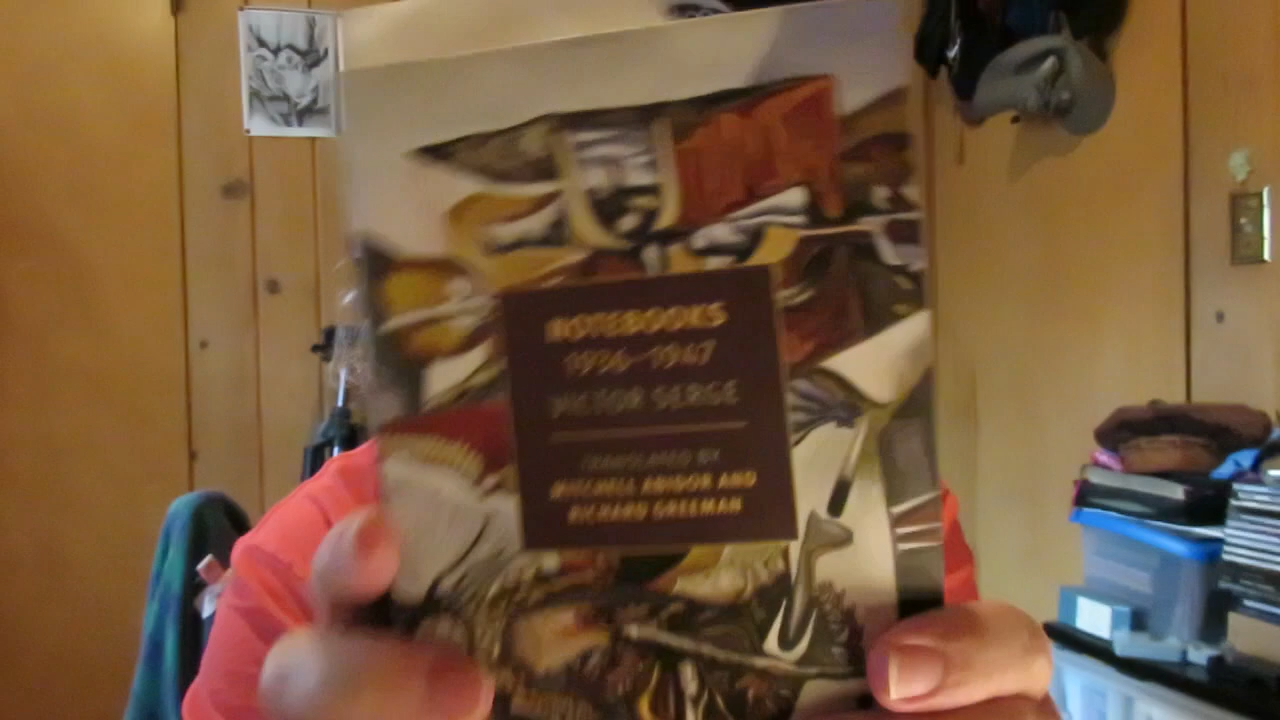 NOTEBOOKS
1936–1947
VICTOR SERGE
TRANSLATED BY
MITCHELL ABIDOR AND
RICHARD GREEMAN